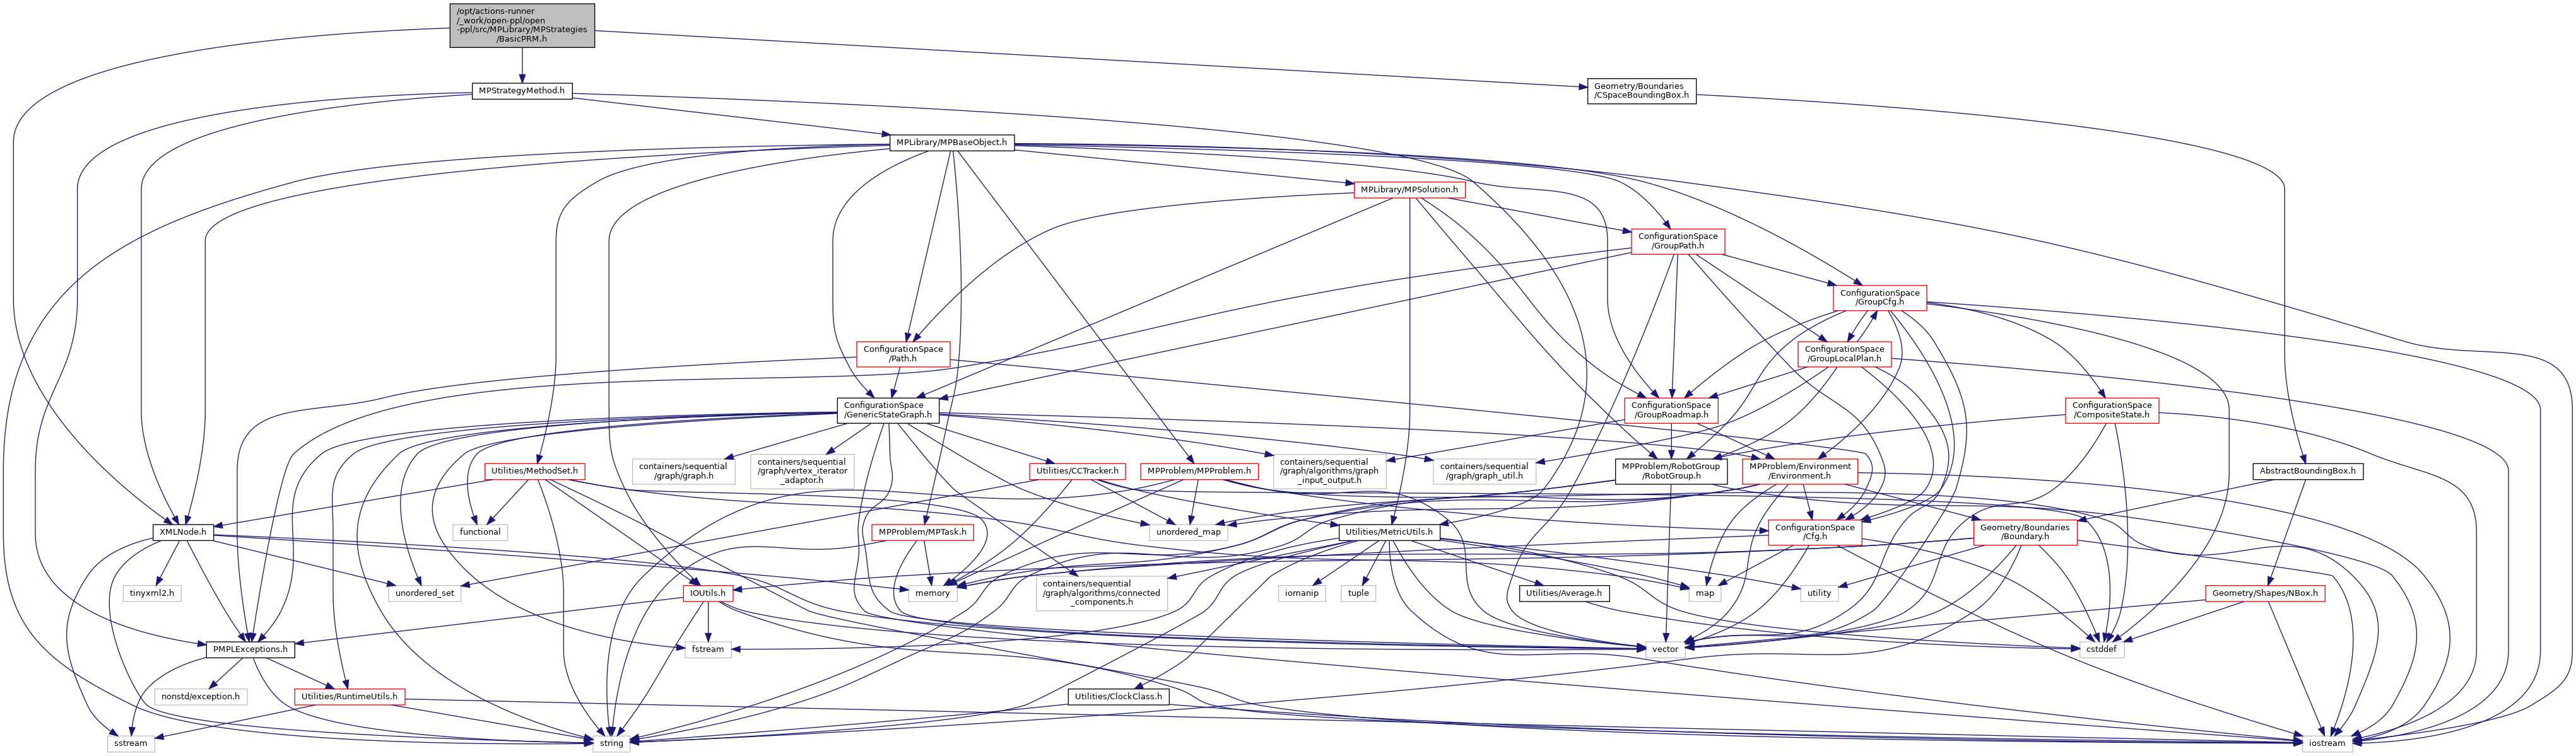 /opt/actions-runner
/_work/open-ppl/open
-ppl/src/MPLibrary/MPStrategies
/BasicPRM.h
MPStrategyMethod.h
Geometry/Boundaries
/CSpaceBoundingBox.h
MPLibrary/MPBaseObject.h
MPLibrary/MPSolution.h
ConfigurationSpace
/GroupPath.h
ConfigurationSpace
/GroupCfg.h
ConfigurationSpace
/Path.h
ConfigurationSpace
/GroupLocalPlan.h
ConfigurationSpace
/GenericStateGraph.h
ConfigurationSpace
/GroupRoadmap.h
ConfigurationSpace
/CompositeState.h
Utilities/MethodSet.h
containers/sequential
/graph/graph.h
containers/sequential
/graph/vertex_iterator
_adaptor.h
Utilities/CCTracker.h
MPProblem/MPProblem.h
containers/sequential
/graph/algorithms/graph
_input_output.h
containers/sequential
/graph/graph_util.h
MPProblem/RobotGroup
/RobotGroup.h
MPProblem/Environment
/Environment.h
AbstractBoundingBox.h
XMLNode.h
functional
MPProblem/MPTask.h
unordered_map
Utilities/MetricUtils.h
ConfigurationSpace
/Cfg.h
Geometry/Boundaries
/Boundary.h
tinyxml2.h
unordered_set
IOUtils.h
memory
containers/sequential
/graph/algorithms/connected
_components.h
iomanip
tuple
Utilities/Average.h
map
utility
Geometry/Shapes/NBox.h
PMPLExceptions.h
fstream
vector
cstddef
nonstd/exception.h
Utilities/RuntimeUtils.h
Utilities/ClockClass.h
sstream
string
iostream